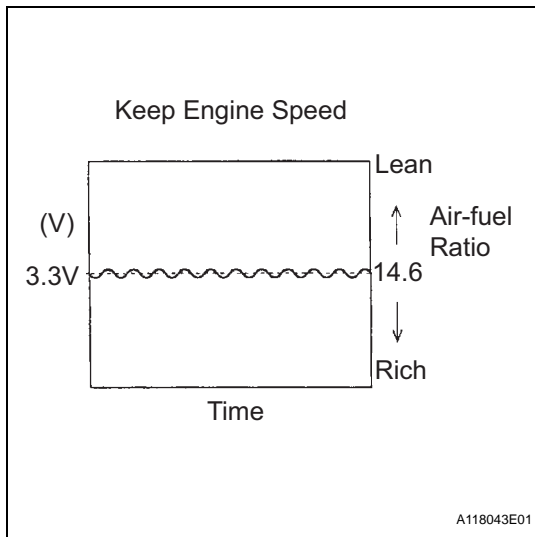 Keep Engine Speed
Lean
(V)
Air-fuel
Ratio
3.3V
14.6
Rich
Time
A118043E01